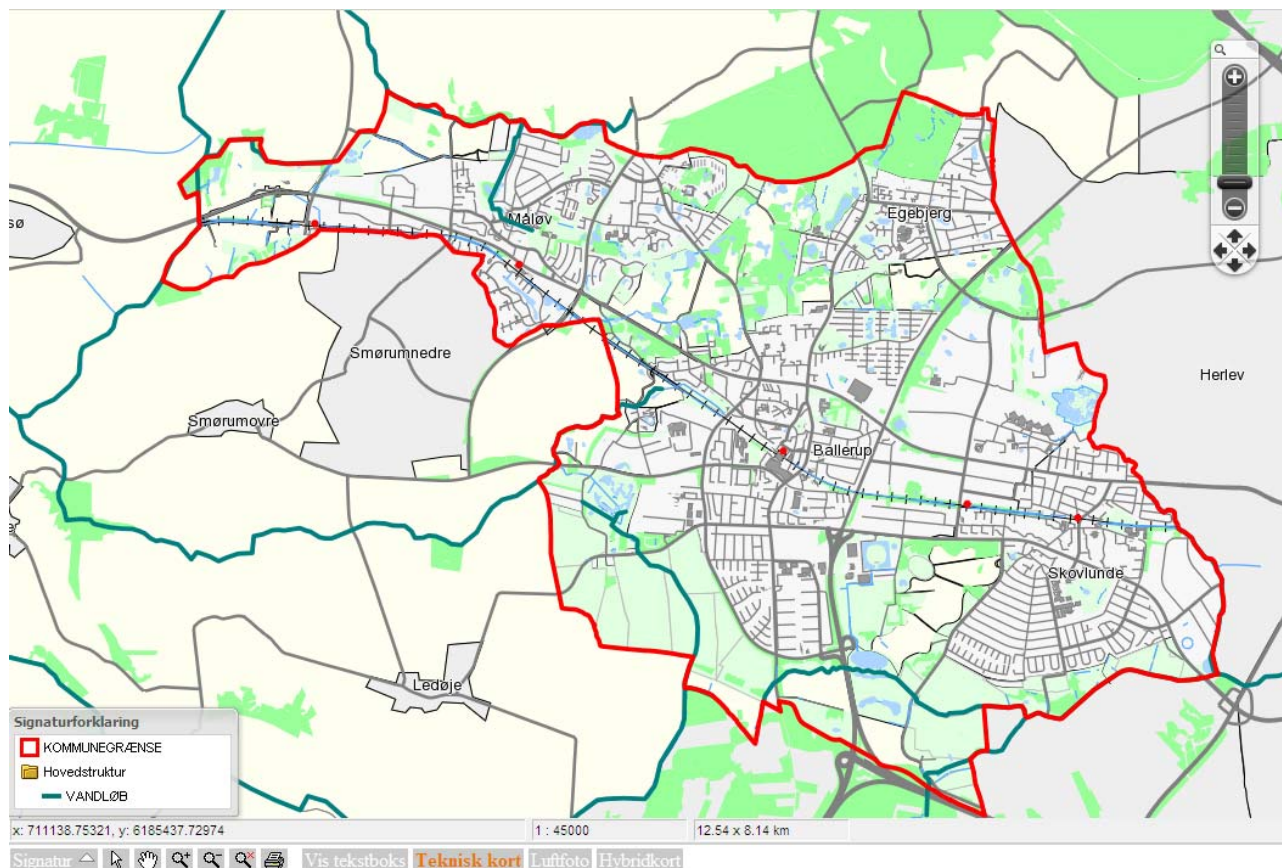 Måløv
Egebjerg
sø
Smørumnedre
Herlev
Smørumovre
Ballerup
Skovlunde
Ledøje
Signaturforklaring
KOMMUNEGRÆNSE
Hovedstruktur
VANDLØB
x: 711138.75321, y: 6185437.72974 1 : 45000 12.54 x 8.14 km
Signatur Vis tekstboks Teknisk kort Luftfoto Hybridkort